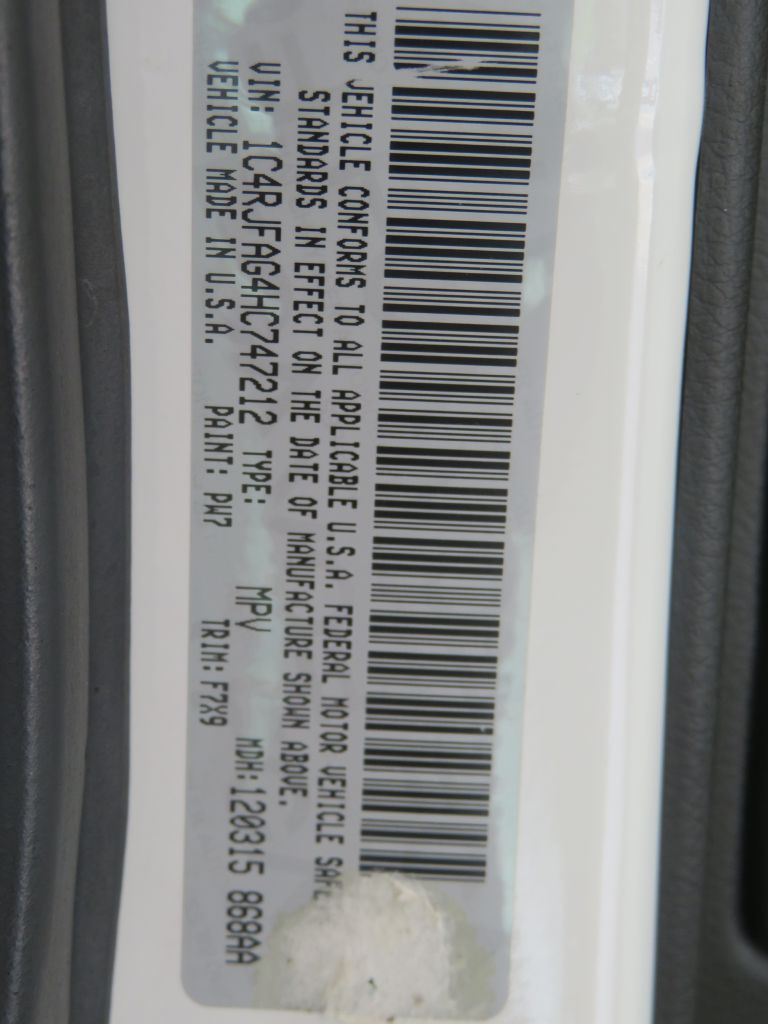 THIS VEHICLE CONFORMS TO ALL APPLICABLE U.S.A. FEDERAL MOTOR VEHICLE SAFE
STANDARDS IN EFFECT ON THE DATE OF MANUFACTURE SHOWN ABOVE.
VIN: 1C4RJFAG4HC747212 TYPE: MPV MDH:120315 868AA
VEHICLE MADE IN U.S.A. PAINT: PW7 TRIM: F7X9